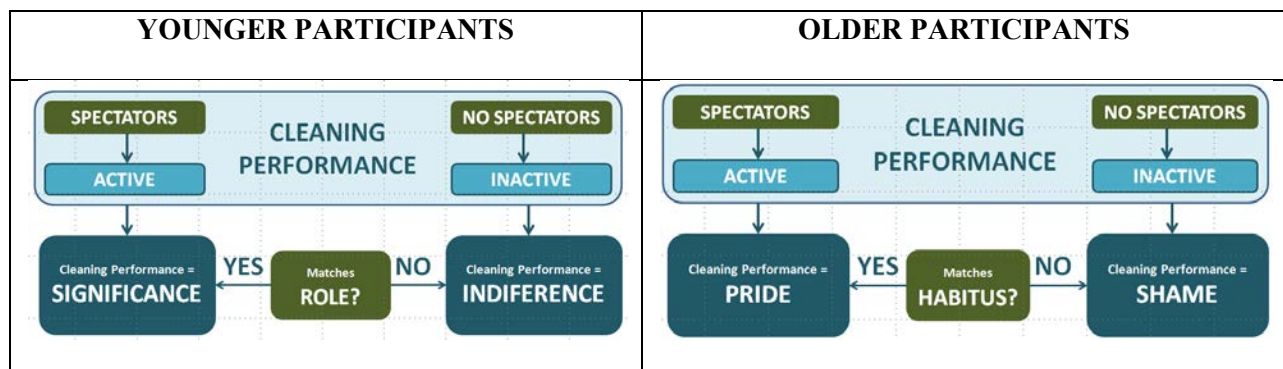 YOUNGER PARTICIPANTS
SPECTATORS
NO SPECTATORS
CLEANING
PERFORMANCE
ACTIVE
INACTIVE
Cleaning Performance =
SIGNIFICANCE
YES
Matches
ROLE?
NO
Cleaning Performance =
INDIFERENCE
OLDER PARTICIPANTS
SPECTATORS
NO SPECTATORS
CLEANING
PERFORMANCE
ACTIVE
INACTIVE
Cleaning Performance =
PRIDE
YES
Matches
HABITUS?
NO
Cleaning Performance =
SHAME